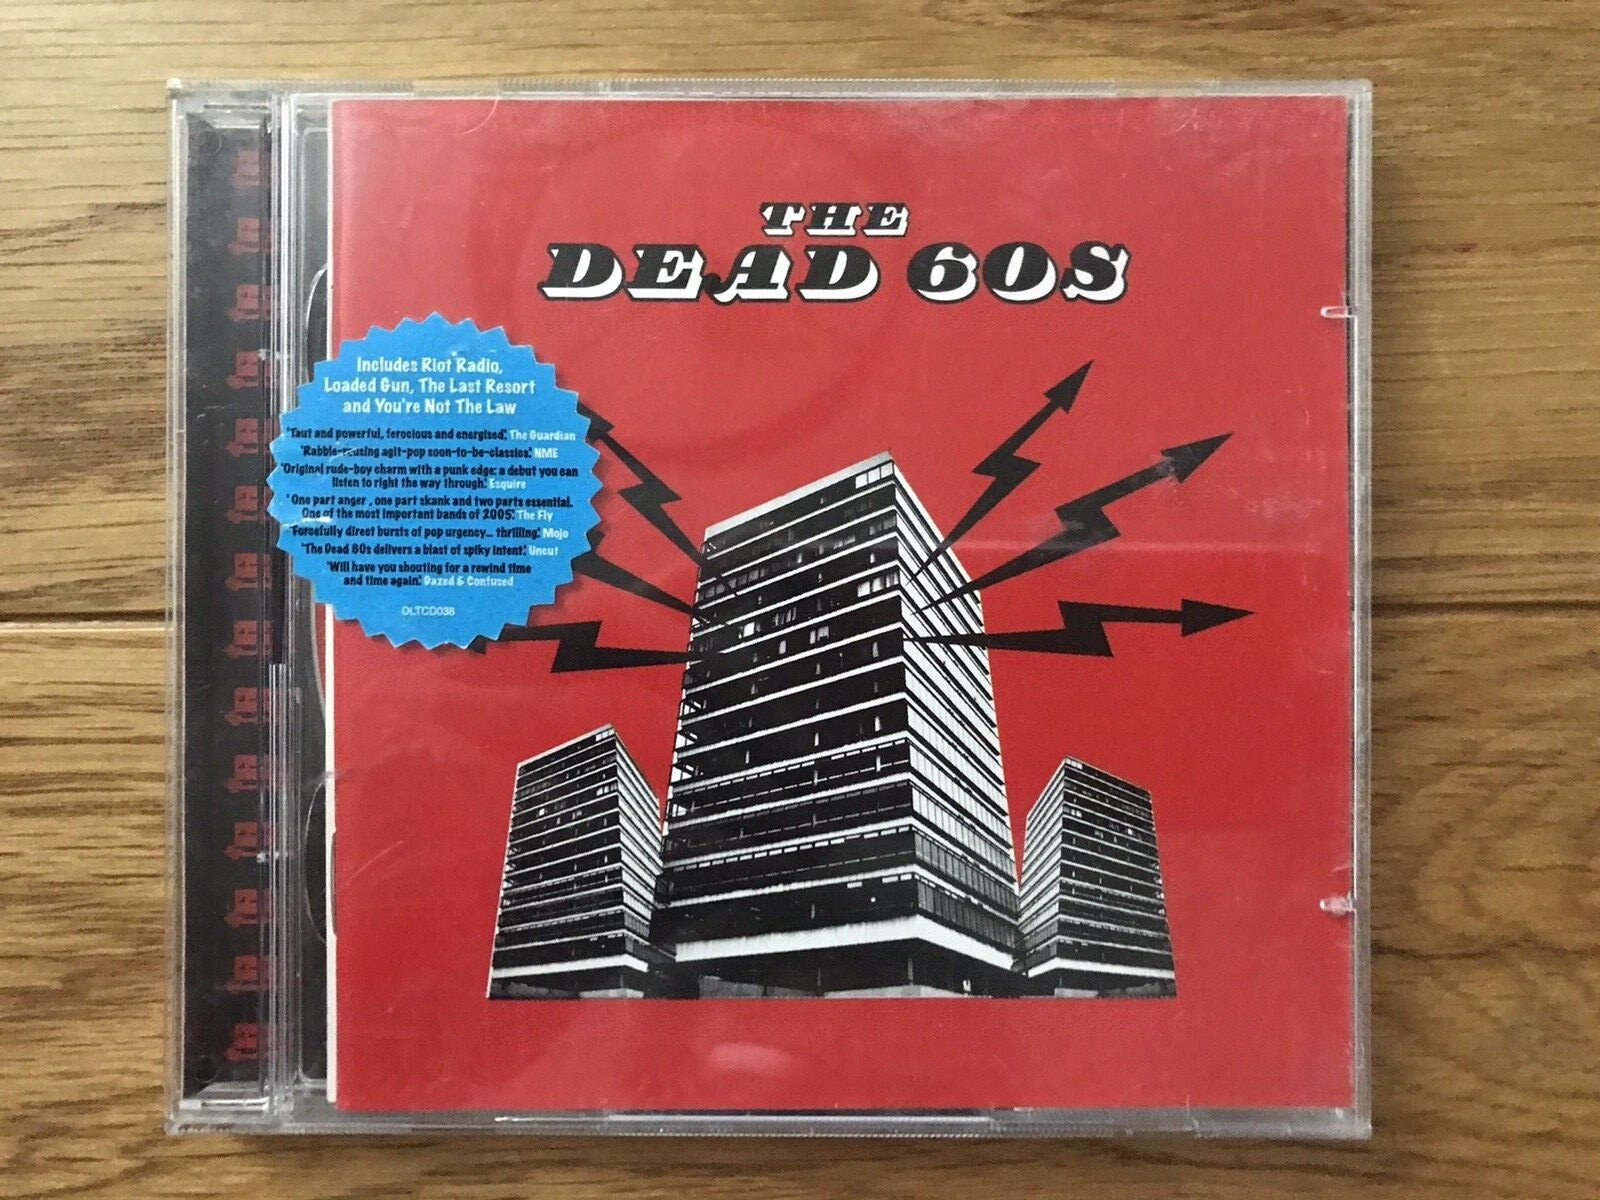 THE
DEAD 60S
Includes Riot Radio,
Loaded Gun, The Last Resort
and You're Not The Law
"Taut and powerful, ferocious and energised". The Guardian
"Rabble-rousing agit-pop soon-to-be-classics". NME
"Original rude-boy charm with a punk edge: a debut you can
listen to right the way through". Esquire
"One part anger, one part skank and two parts essential.
One of the most important bands of 2005". The Fly
"Forcefully direct bursts of pop urgency... thrilling". Mojo
"The Dead 60s delivers a blast of spiky intent". Uncut
"Will have you shouting for a rewind time
and time again". Dazed & Confused
DLTCD038